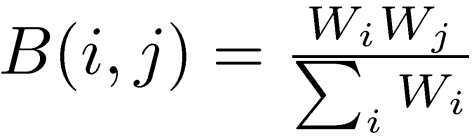 B(i, j) = \frac{W_i W_j}{\sum_i W_i}